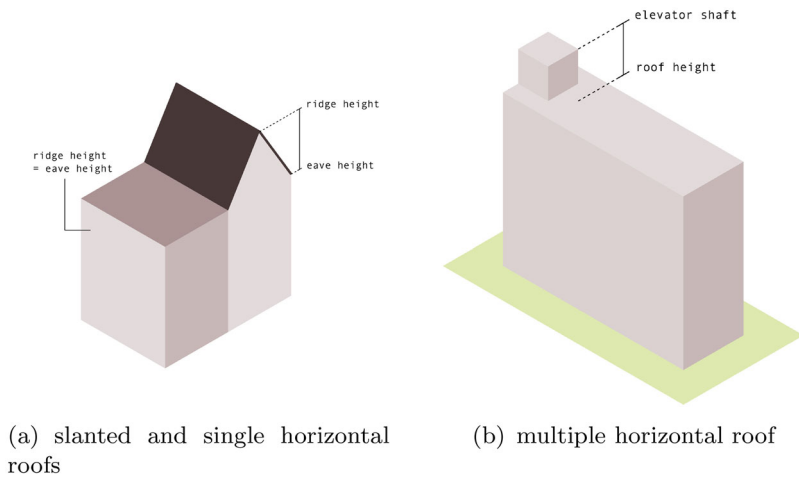 elevator shaft
roof height
ridge height
eave height
ridge height
= eave height
(a) slanted and single horizontal
roofs
(b) multiple horizontal roof